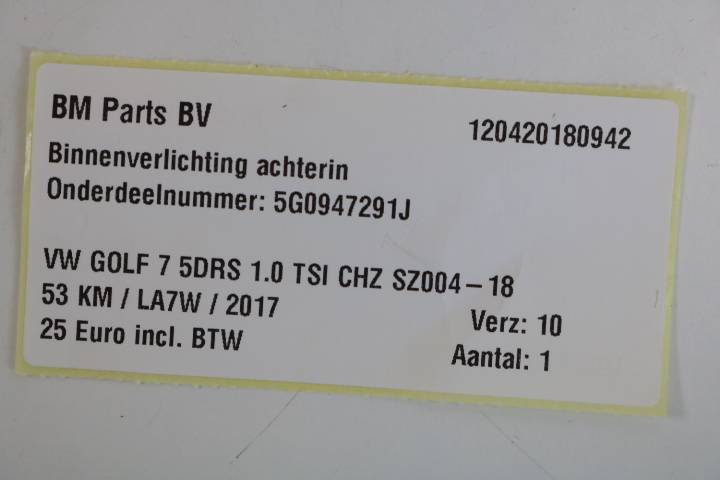 BM Parts BV
120420180942
Binnenverlichting achterin
Onderdeelnummer: 5G0947291J
VW GOLF 7 5DRS 1.0 TSI CHZ SZ004-18
53 KM / LA7W / 2017
Verz: 10
25 Euro incl. BTW
Aantal: 1